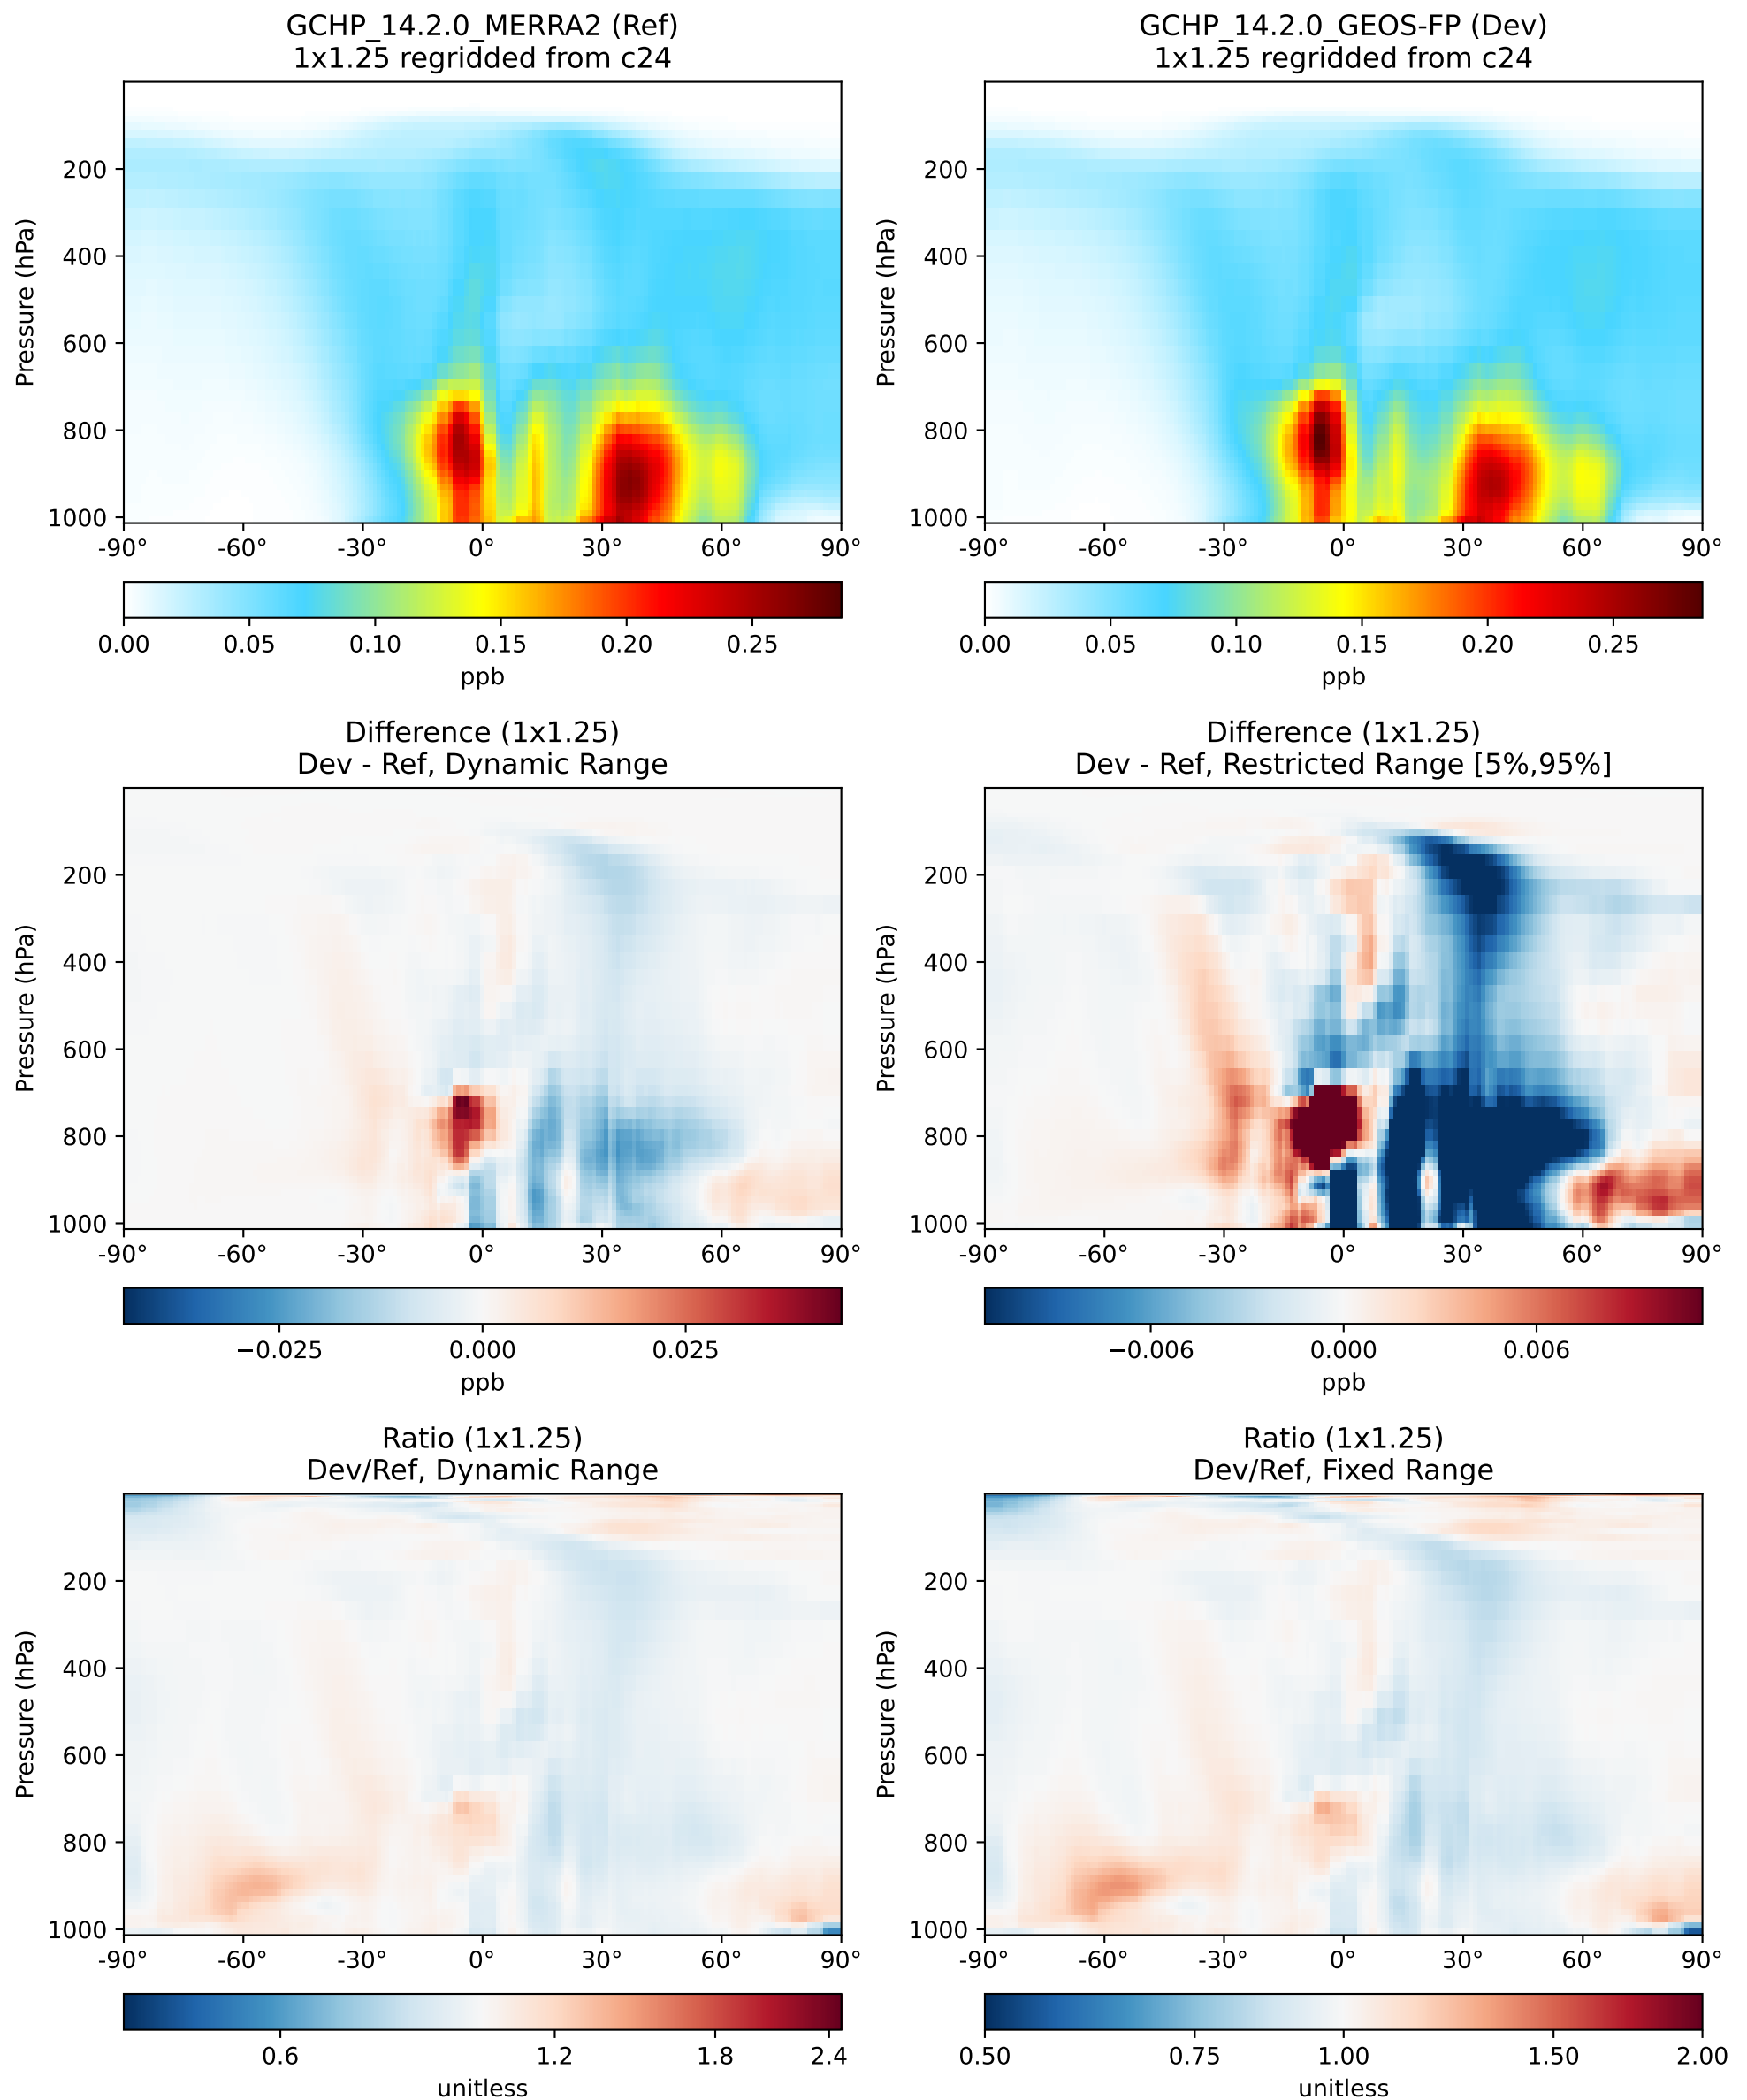 GCHP_14.2.0_MERRA2 (Ref)
1x1.25 regridded from c24
GCHP_14.2.0_GEOS-FP (Dev)
1x1.25 regridded from c24
Pressure (hPa)
200
400
600
800
1000
-90° -60° -30° 0° 30° 60° 90°
0.00 0.05 0.10 0.15 0.20 0.25
ppb
Pressure (hPa)
200
400
600
800
1000
-90° -60° -30° 0° 30° 60° 90°
0.00 0.05 0.10 0.15 0.20 0.25
ppb
Difference (1x1.25)
Dev - Ref, Dynamic Range
Difference (1x1.25)
Dev - Ref, Restricted Range [5%,95%]
Pressure (hPa)
200
400
600
800
1000
-90° -60° -30° 0° 30° 60° 90°
−0.025 0.000 0.025
ppb
Pressure (hPa)
200
400
600
800
1000
-90° -60° -30° 0° 30° 60° 90°
−0.006 0.000 0.006
ppb
Ratio (1x1.25)
Dev/Ref, Dynamic Range
Ratio (1x1.25)
Dev/Ref, Fixed Range
Pressure (hPa)
200
400
600
800
1000
-90° -60° -30° 0° 30° 60° 90°
0.6 1.2 1.8 2.4
unitless
Pressure (hPa)
200
400
600
800
1000
-90° -60° -30° 0° 30° 60° 90°
0.50 0.75 1.00 1.50 2.00
unitless